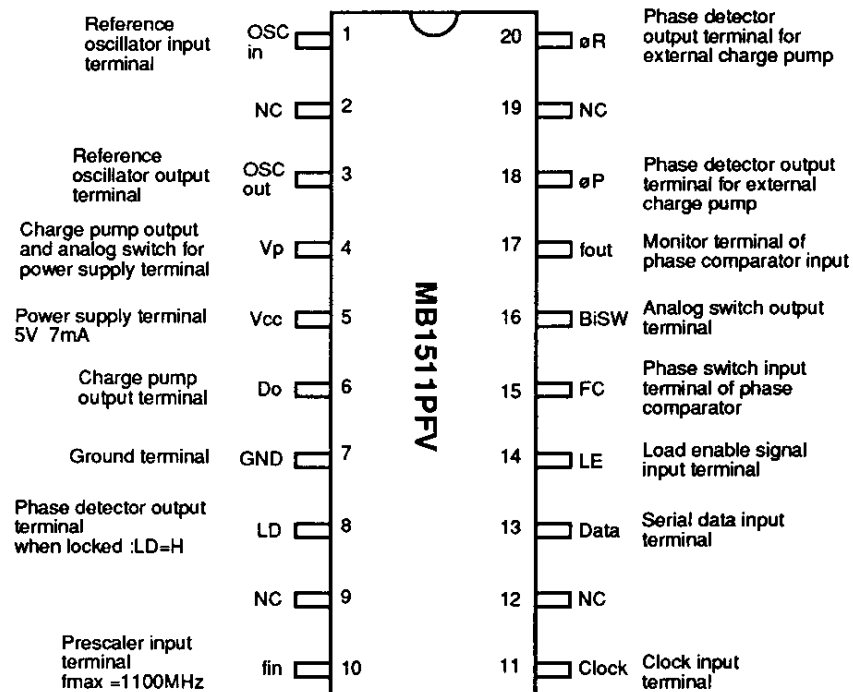 Reference
oscillator input
terminal
OSC
in
1
NC
2
Reference
oscillator output
terminal
OSC
out
3
Charge pump output
and analog switch for
power supply terminal
Vp
4
Power supply terminal
5V 7mA
Vcc
5
Charge pump
output terminal
Do
6
Ground terminal
GND
7
Phase detector output
terminal
when locked :LD=H
LD
8
NC
9
Prescaler input
terminal
fmax =1100MHz
fin
10
MB1511PFV
20
øR
Phase detector
output terminal for
external charge pump
19
NC
18
øP
Phase detector output
terminal for external
charge pump
17
fout
Monitor terminal of
phase comparator input
16
BiSW
Analog switch output
terminal
15
FC
Phase switch input
terminal of phase
comparator
14
LE
Load enable signal
input terminal
13
Data
Serial data input
terminal
12
NC
11
Clock
Clock input
terminal